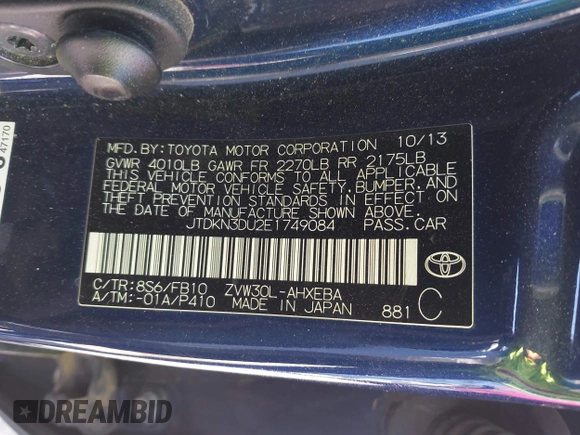 47170
MFD. BY: TOYOTA MOTOR CORPORATION 10/13
GVWR 4010LB GAWR FR 2270LB RR 2175LB
THIS VEHICLE CONFORMS TO ALL APPLICABLE
FEDERAL MOTOR VEHICLE SAFETY, BUMPER, AND
THEFT PREVENTION STANDARDS IN EFFECT ON
THE DATE OF MANUFACTURE SHOWN ABOVE.
JTDKN3DU2E1749084 PASS. CAR
C/TR:8S6/FB10 ZVW30L-AHXEBA
A/TM:-01A/P410 MADE IN JAPAN 881 C
TOYOTA
DREAMBID